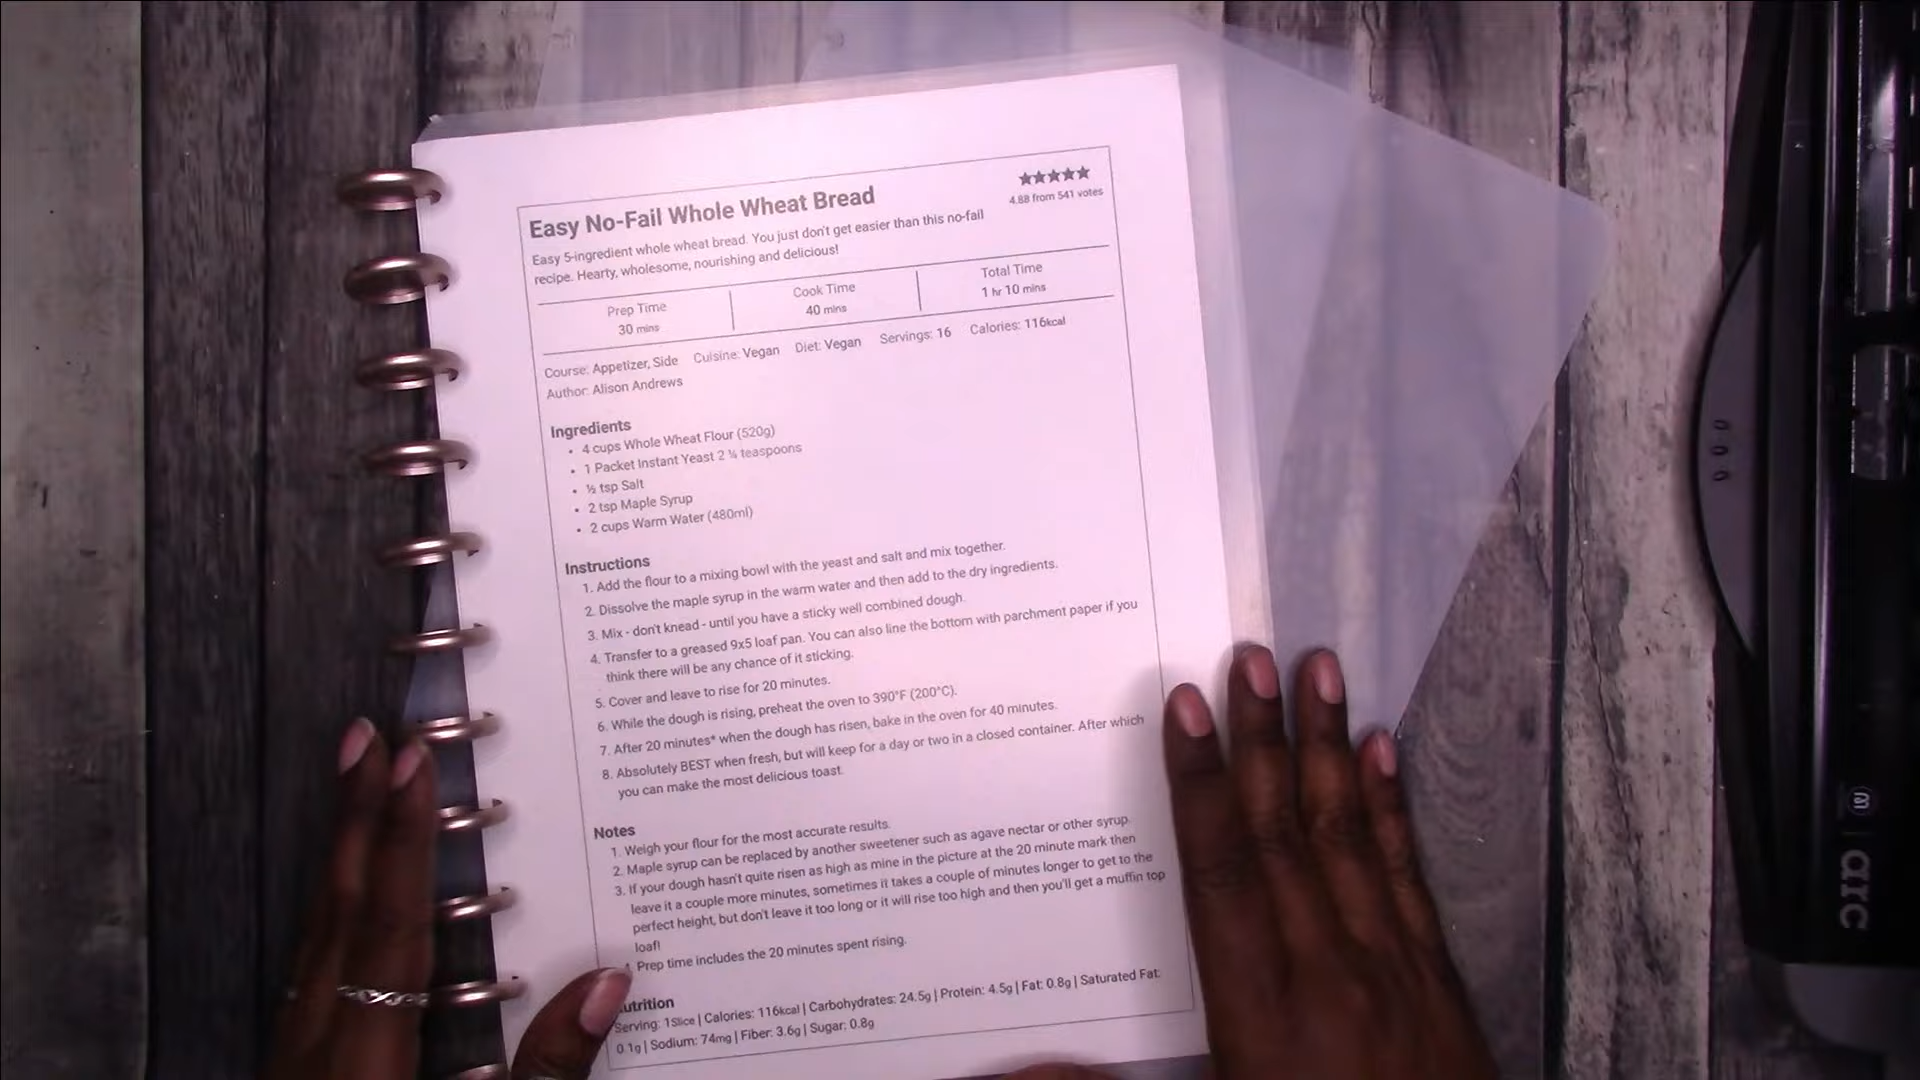 Easy No-Fail Whole Wheat Bread
★★★★★
4.88 from 541 votes
Easy 5-ingredient whole wheat bread. You just don't get easier than this no-fail
recipe. Hearty, wholesome, nourishing and delicious!
Prep Time
30 mins
Cook Time
40 mins
Total Time
1 hr 10 mins
Course: Appetizer, Side Cuisine: Vegan Diet: Vegan Servings: 16 Calories: 116kcal
Author: Alison Andrews
Ingredients
• 4 cups Whole Wheat Flour (520g)
• 1 Packet Instant Yeast 2 ¼ teaspoons
• ½ tsp Salt
• 2 tsp Maple Syrup
• 2 cups Warm Water (480ml)
Instructions
1. Add the flour to a mixing bowl with the yeast and salt and mix together.
2. Dissolve the maple syrup in the warm water and then add to the dry ingredients.
3. Mix - don't knead - until you have a sticky well combined dough.
4. Transfer to a greased 9x5 loaf pan. You can also line the bottom with parchment paper if you
think there will be any chance of it sticking.
5. Cover and leave to rise for 20 minutes.
6. While the dough is rising, preheat the oven to 390°F (200°C).
7. After 20 minutes* when the dough has risen, bake in the oven for 40 minutes.
8. Absolutely BEST when fresh, but will keep for a day or two in a closed container. After which
you can make the most delicious toast.
Notes
1. Weigh your flour for the most accurate results.
2. Maple syrup can be replaced by another sweetener such as agave nectar or other syrup.
3. If your dough hasn't quite risen as high as mine in the picture at the 20 minute mark then
leave it a couple more minutes, sometimes it takes a couple of minutes longer to get to the
perfect height, but don't leave it too long or it will rise too high and then you'll get a muffin top
loaf!
Prep time includes the 20 minutes spent rising.
utrition
Serving: 1Slice | Calories: 116kcal | Carbohydrates: 24.5g | Protein: 4.5g | Fat: 0.8g | Saturated Fat:
0.1g | Sodium: 74mg | Fiber: 3.6g | Sugar: 0.8g
arc